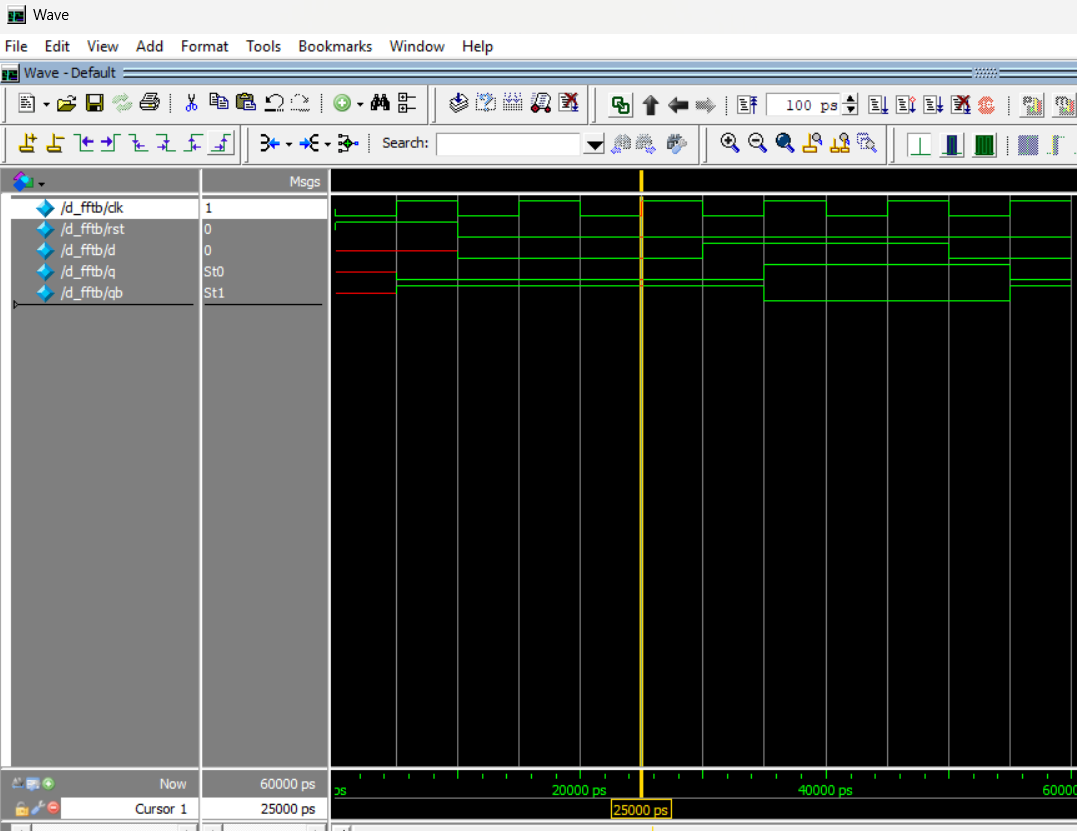 Wave
File Edit View Add Format Tools Bookmarks Window Help
Wave - Default
100 ps
Search:
Msgs
/d_fftb/clk 1
/d_fftb/rst 0
/d_fftb/d 0
/d_fftb/q St0
/d_fftb/qb St1
Now 60000 ps
ps 20000 ps 40000 ps 60000
Cursor 1 25000 ps
25000 ps